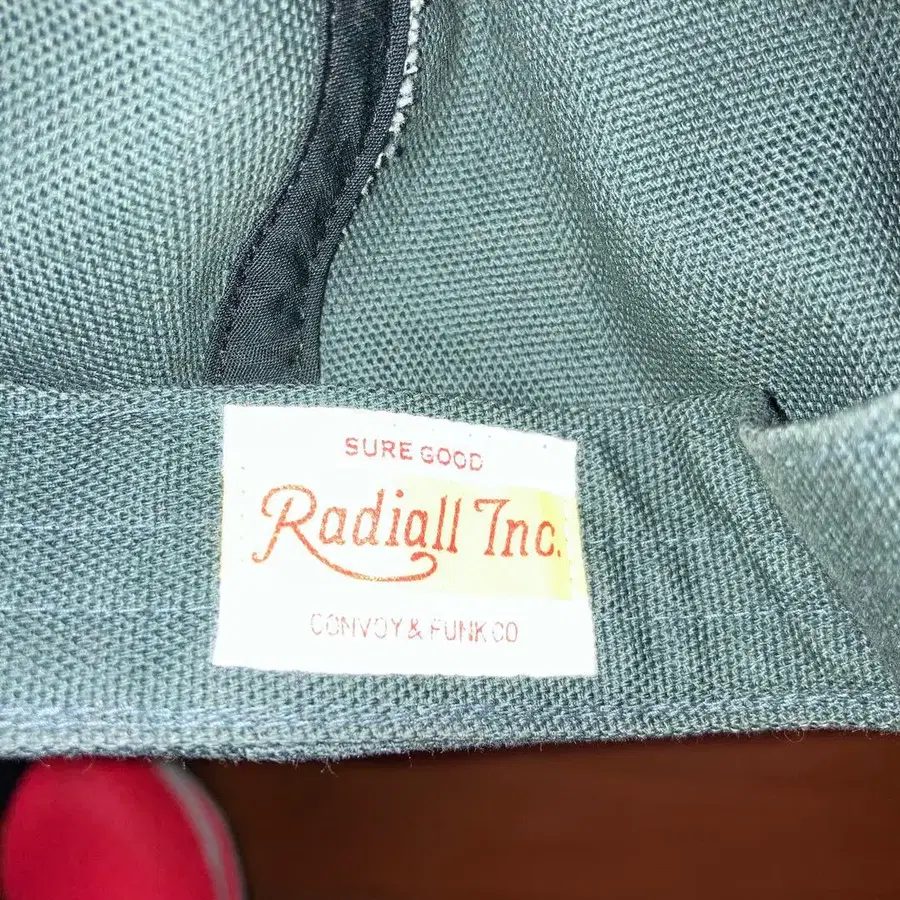 SURE GOOD
Radiall Inc.
CONVOY & FUNK CO